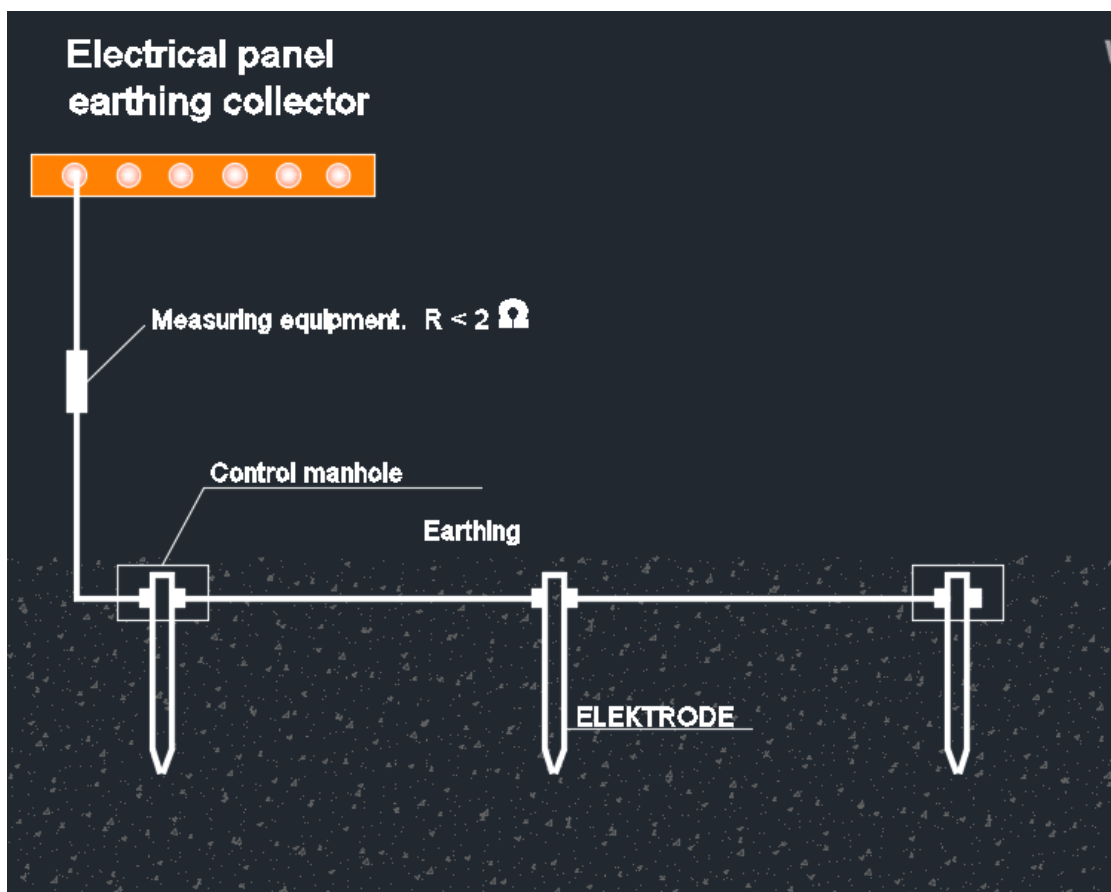 Electrical panel
earthing collector
Measuring equipment. R < 2 Ω
Control manhole
Earthing
ELEKTRODE